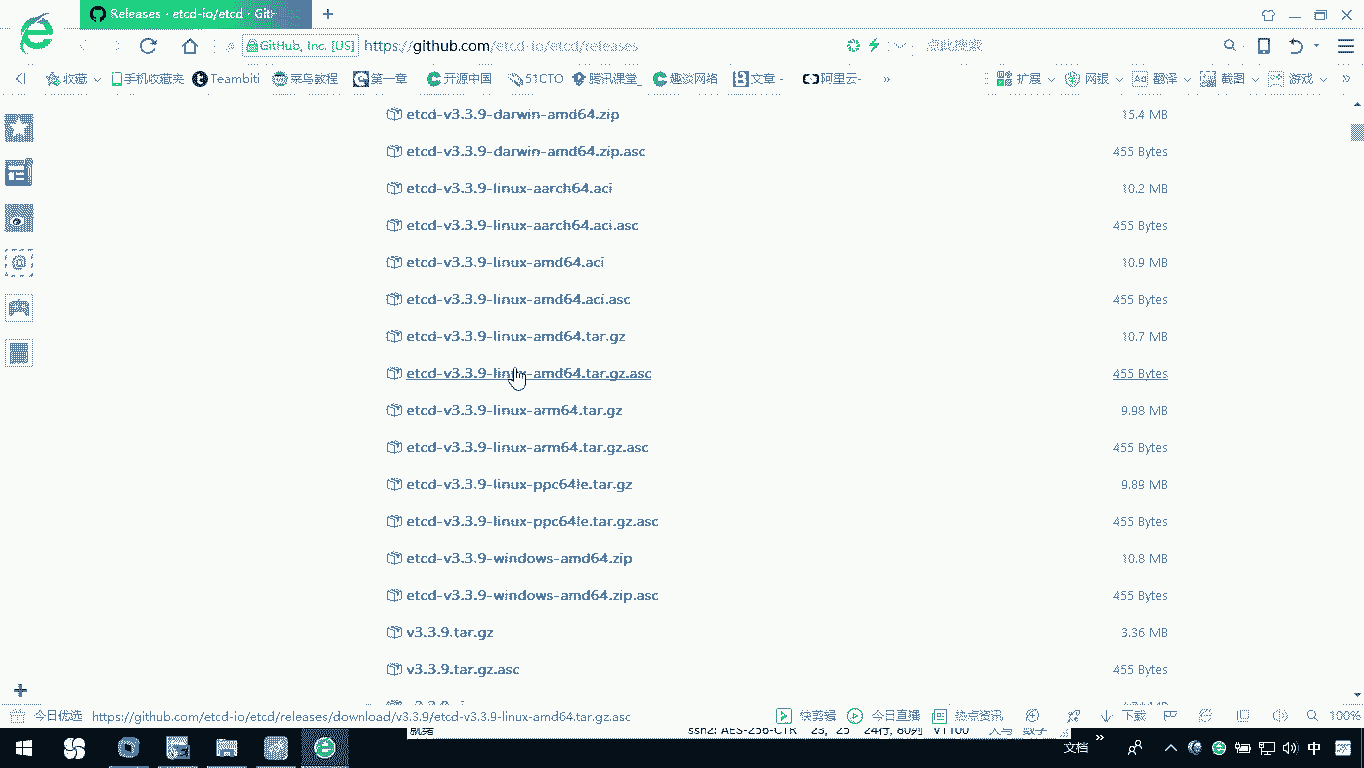 Releases · etcd-io/etcd · Git
GitHub, Inc. [US]
https://github.com/etcd-io/etcd/releases
点此搜索
收藏
手机收藏夹
Teambiti
菜鸟教程
第一章
开源中国
51CTO
腾讯课堂_
趣谈网络
文章 -
阿里云-
»
扩展
网银
翻译
截图
游戏
»
etcd-v3.3.9-darwin-amd64.zip 15.4 MB
etcd-v3.3.9-darwin-amd64.zip.asc 455 Bytes
etcd-v3.3.9-linux-aarch64.aci 10.2 MB
etcd-v3.3.9-linux-aarch64.aci.asc 455 Bytes
etcd-v3.3.9-linux-amd64.aci 10.9 MB
etcd-v3.3.9-linux-amd64.aci.asc 455 Bytes
etcd-v3.3.9-linux-amd64.tar.gz 10.7 MB
etcd-v3.3.9-linux-amd64.tar.gz.asc 455 Bytes
etcd-v3.3.9-linux-arm64.tar.gz 9.98 MB
etcd-v3.3.9-linux-arm64.tar.gz.asc 455 Bytes
etcd-v3.3.9-linux-ppc64le.tar.gz 9.89 MB
etcd-v3.3.9-linux-ppc64le.tar.gz.asc 455 Bytes
etcd-v3.3.9-windows-amd64.zip 10.8 MB
etcd-v3.3.9-windows-amd64.zip.asc 455 Bytes
v3.3.9.tar.gz 3.36 MB
v3.3.9.tar.gz.asc 455 Bytes
今日优选
https://github.com/etcd-io/etcd/releases/download/v3.3.9/etcd-v3.3.9-linux-amd64.tar.gz.asc
快剪辑
今日直播
热点资讯
下载
100%
就绪
ssh2: AES-256-CTR 23, 25 24行, 80列 VT100 大写 数字
文档
»
中